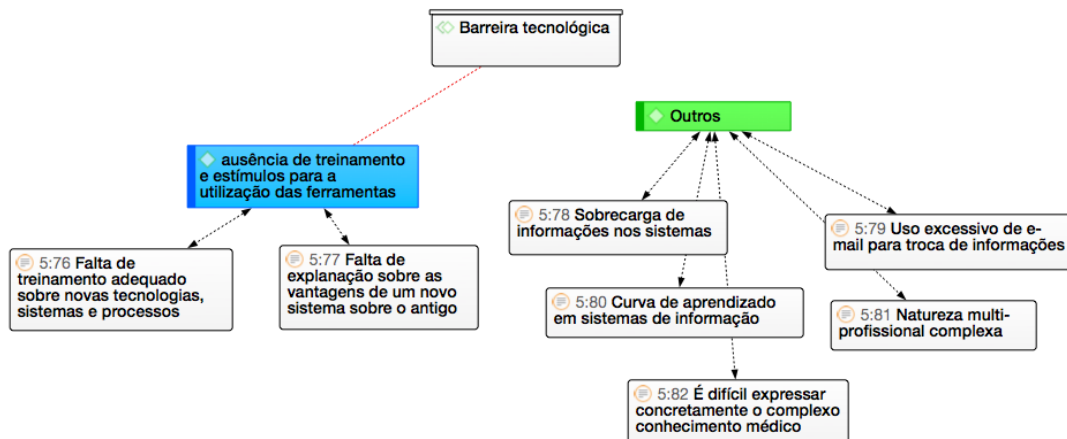 Barreira tecnológica
Outros
ausência de treinamento
e estímulos para a
utilização das ferramentas
5:78 Sobrecarga de
informações nos sistemas
5:79 Uso excessivo de e-
mail para troca de informações
5:76 Falta de
treinamento adequado
sobre novas tecnologias,
sistemas e processos
5:77 Falta de
explanação sobre as
vantagens de um novo
sistema sobre o antigo
5:80 Curva de aprendizado
em sistemas de informação
5:81 Natureza multi-
profissional complexa
5:82 É difícil expressar
concretamente o complexo
conhecimento médico